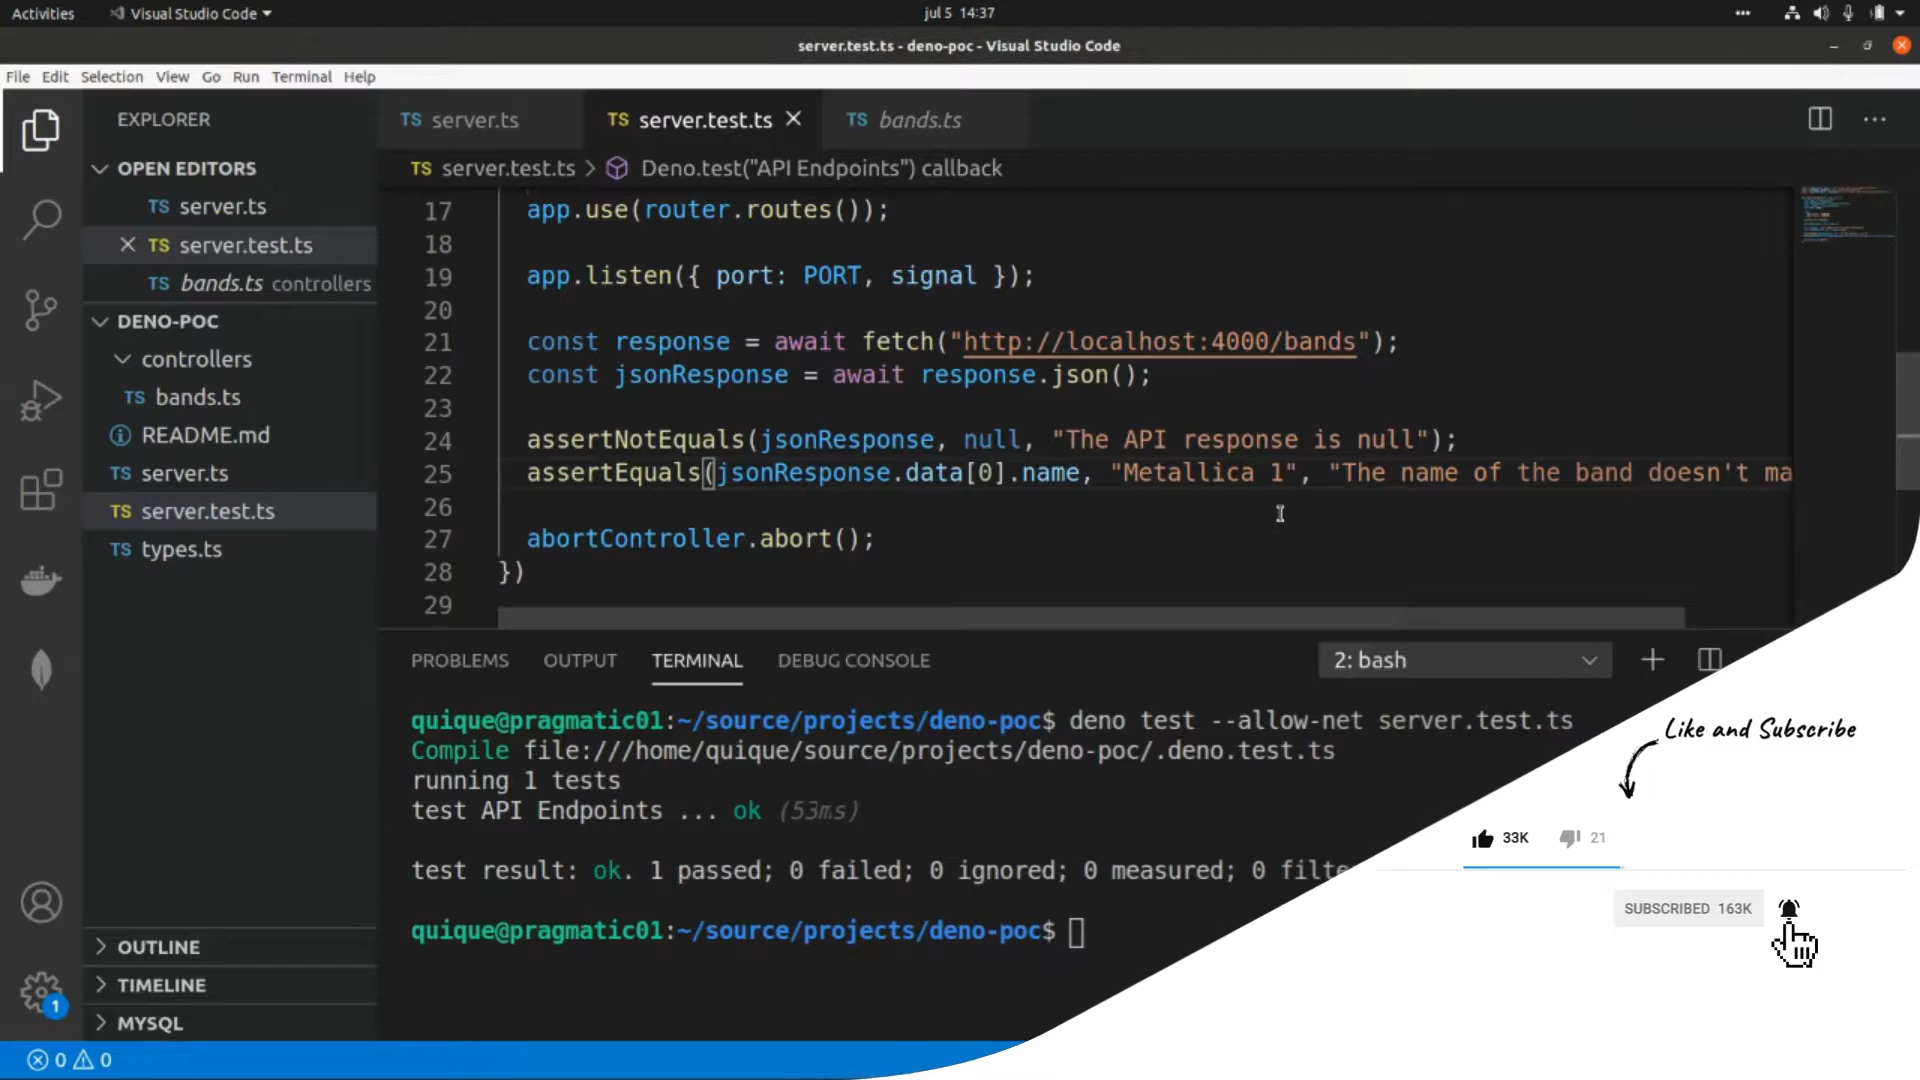 Activities
Visual Studio Code
jul 5 14:37
server.test.ts - deno-poc - Visual Studio Code
File Edit Selection View Go Run Terminal Help
EXPLORER
OPEN EDITORS
TS server.ts
TS server.test.ts
TS bands.ts controllers
DENO-POC
controllers
TS bands.ts
README.md
TS server.ts
TS server.test.ts
TS types.ts
OUTLINE
TIMELINE
MYSQL
1
0 0
TS server.ts
TS server.test.ts
TS bands.ts
TS server.test.ts > Deno.test("API Endpoints") callback
17 app.use(router.routes());
18
19 app.listen({ port: PORT, signal });
20
21 const response = await fetch("http://localhost:4000/bands");
22 const jsonResponse = await response.json();
23
24 assertNotEquals(jsonResponse, null, "The API response is null");
25 assertEquals(jsonResponse.data[0].name, "Metallica 1", "The name of the band doesn't ma
26
27 abortController.abort();
28 })
29
PROBLEMS OUTPUT TERMINAL DEBUG CONSOLE
2: bash
quique@pragmatic01:~/source/projects/deno-poc$ deno test --allow-net server.test.ts
Compile file:///home/quique/source/projects/deno-poc/.deno.test.ts
running 1 tests
test API Endpoints ... ok (53ms)
test result: ok. 1 passed; 0 failed; 0 ignored; 0 measured; 0 filte
quique@pragmatic01:~/source/projects/deno-poc$
Like and Subscribe
33K 21
SUBSCRIBED 163K